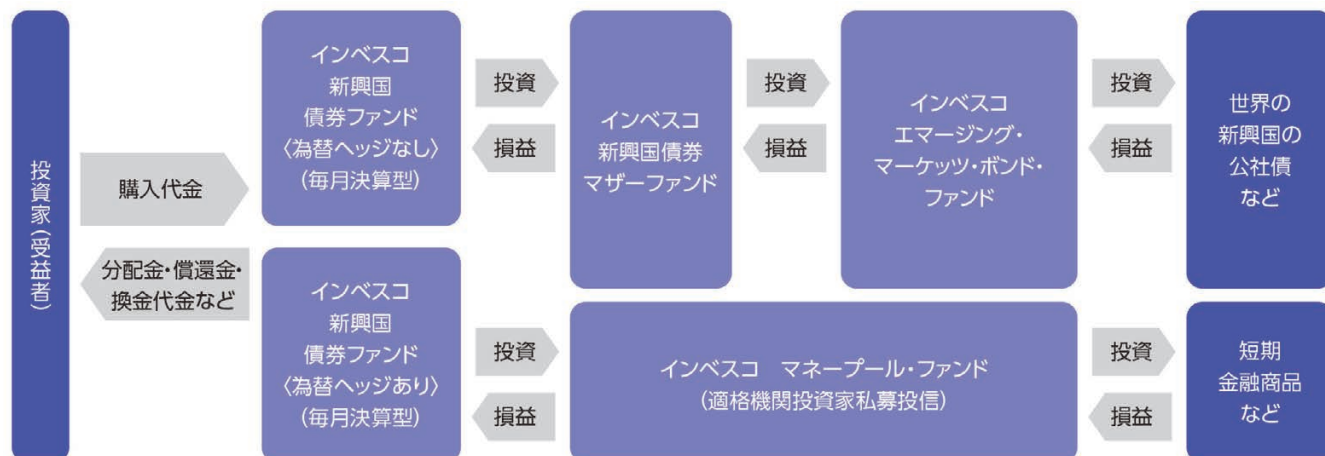 投資家(受益者)
購入代金
分配金・償還金・
換金代金など
インベスコ
新興国
債券ファンド
〈為替ヘッジなし〉
(毎月決算型)
投資
損益
インベスコ
新興国債券
マザーファンド
投資
損益
インベスコ
エマージング・
マーケッツ・ボンド・
ファンド
投資
損益
世界の
新興国の
公社債
など
インベスコ
新興国
債券ファンド
〈為替ヘッジあり〉
(毎月決算型)
投資
損益
インベスコ　マネープール・ファンド
(適格機関投資家私募投信)
投資
損益
短期
金融商品
など